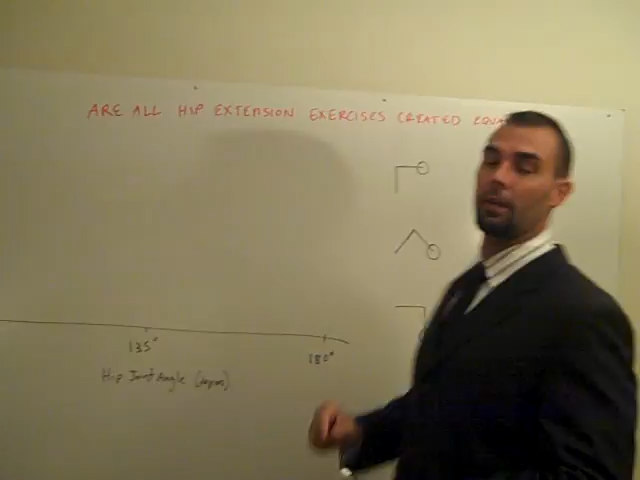 ARE ALL HIP EXTENSION EXERCISES CREATED
135°
180°
Hip Joint Angle